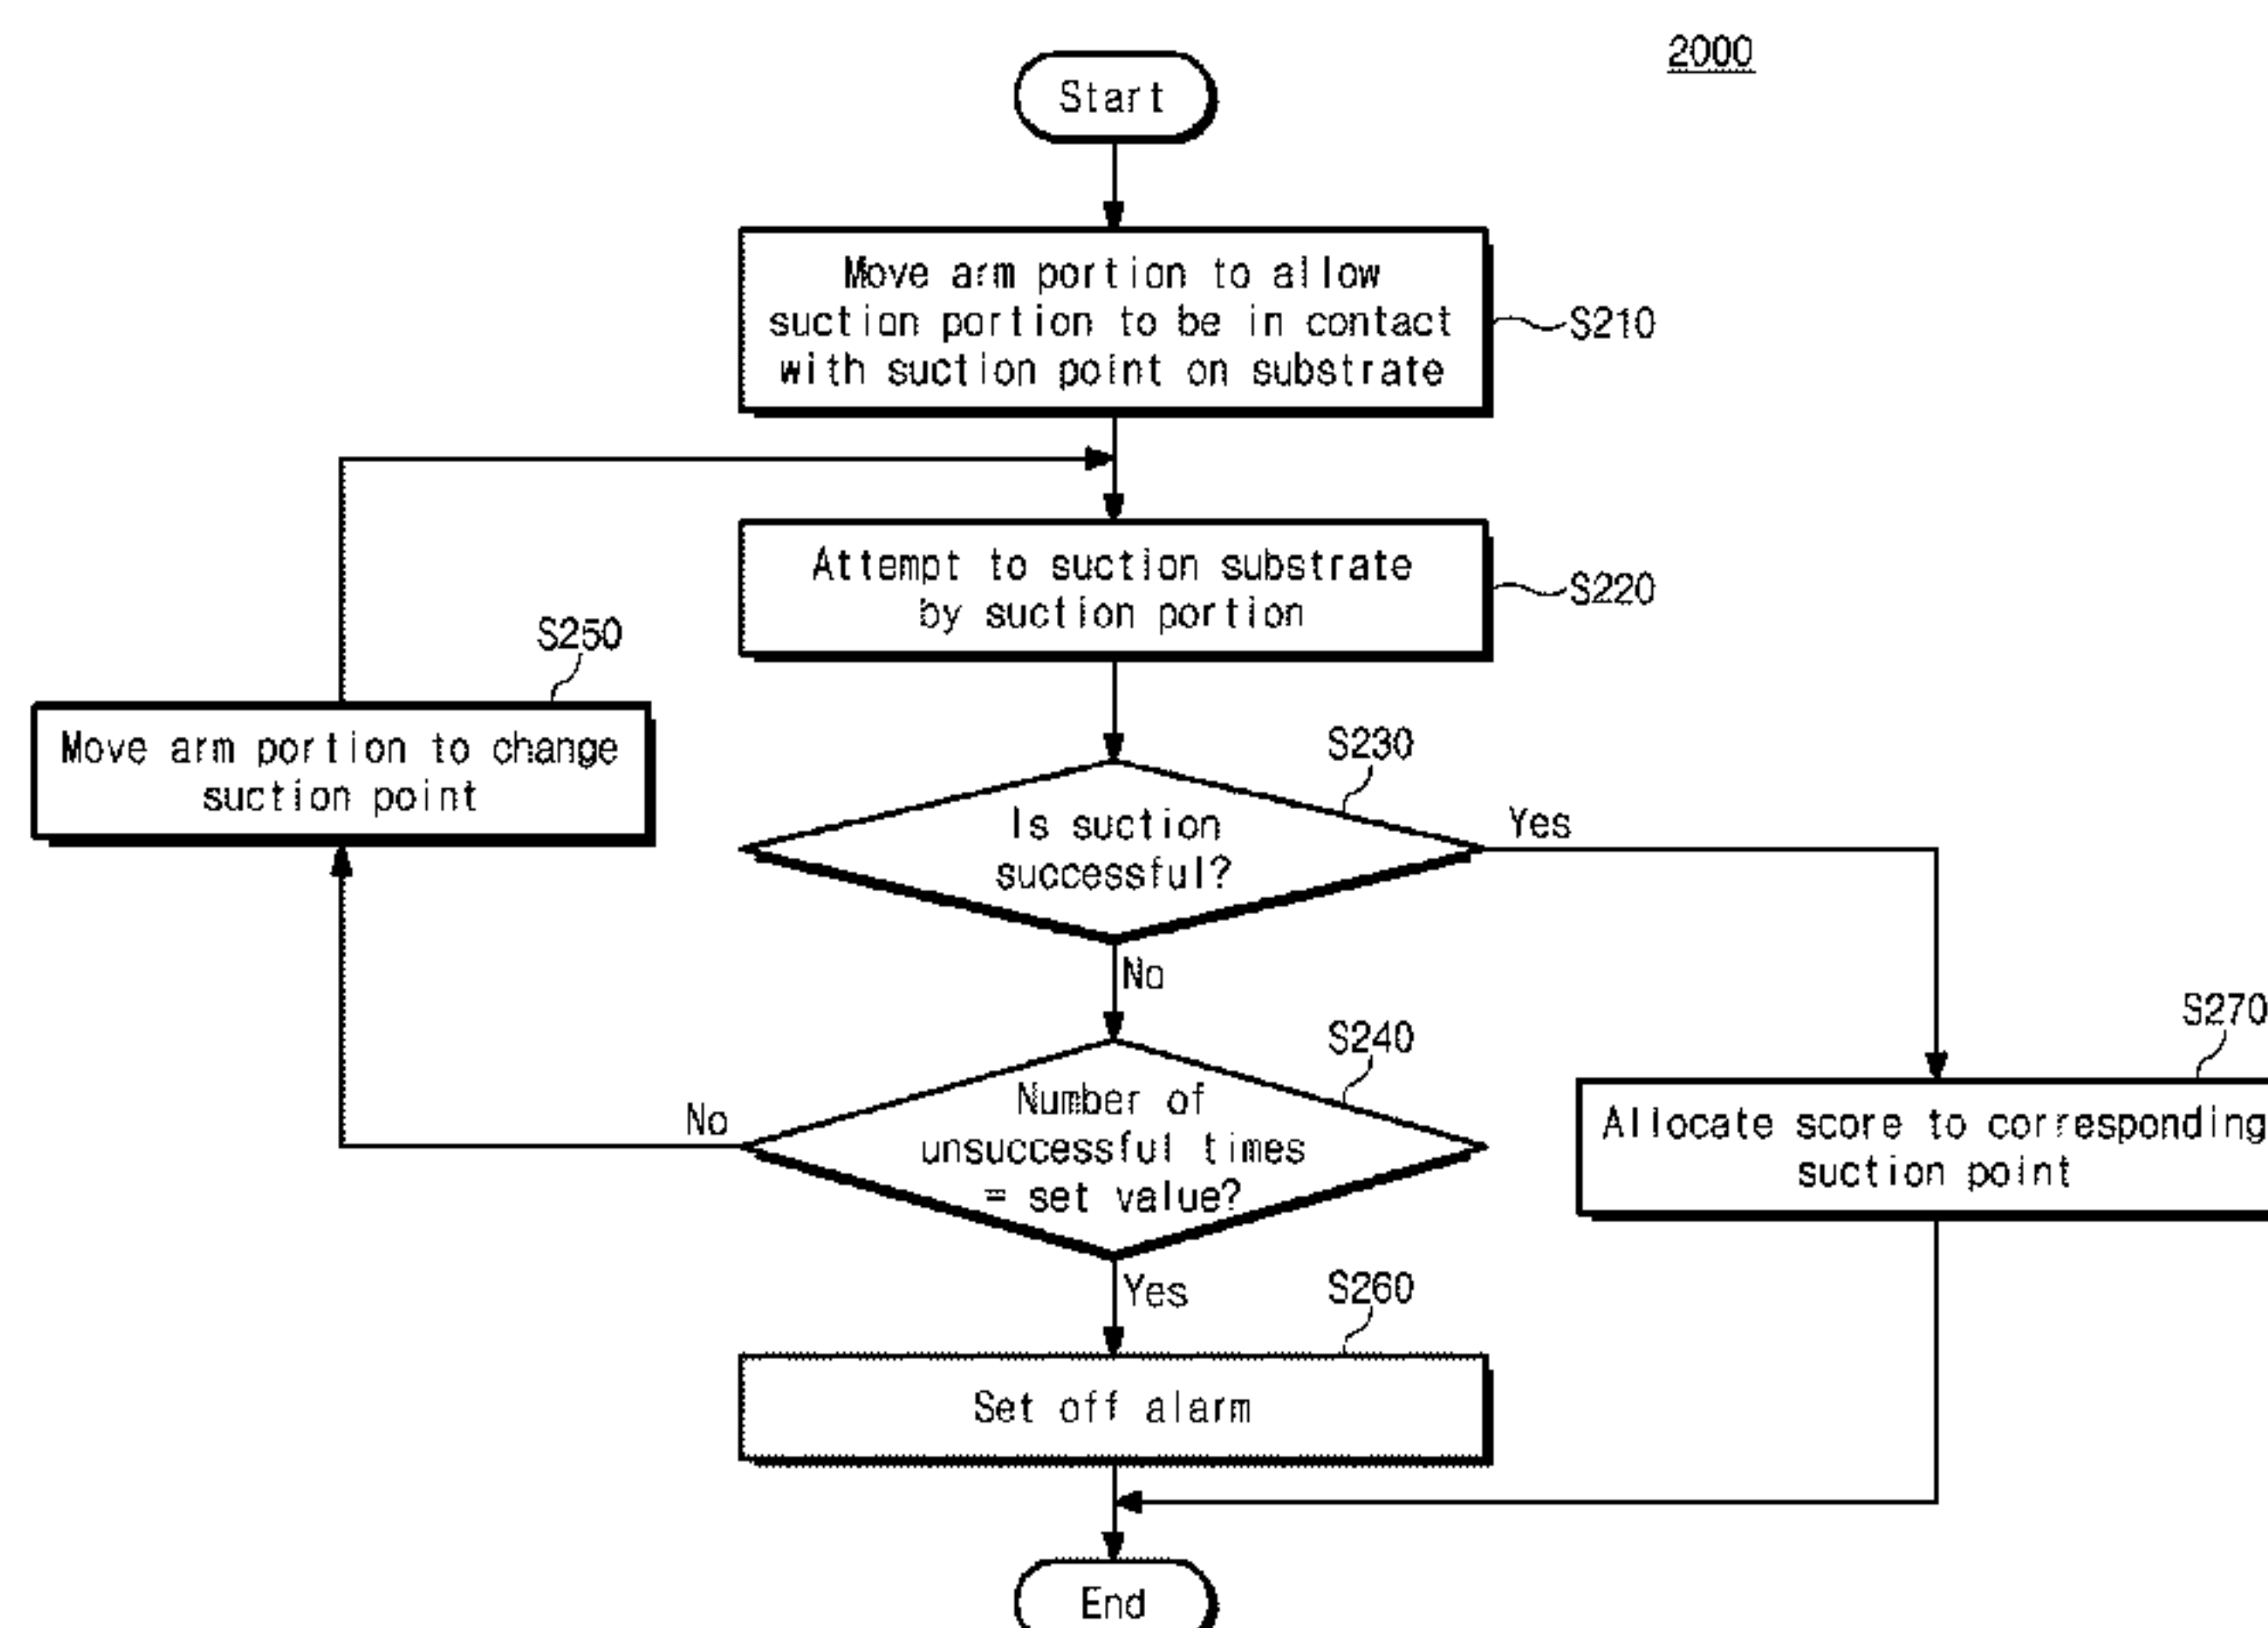 2000
Start
Move arm portion to allow
suction portion to be in contact
with suction point on substrate
S210
Attempt to suction substrate
by suction portion
S220
S250
Move arm portion to change
suction point
S230
Is suction
successful?
Yes
No
S240
Number of
unsuccessful times
= set value?
No
S270
Allocate score to corresponding
suction point
Yes
S260
Set off alarm
End